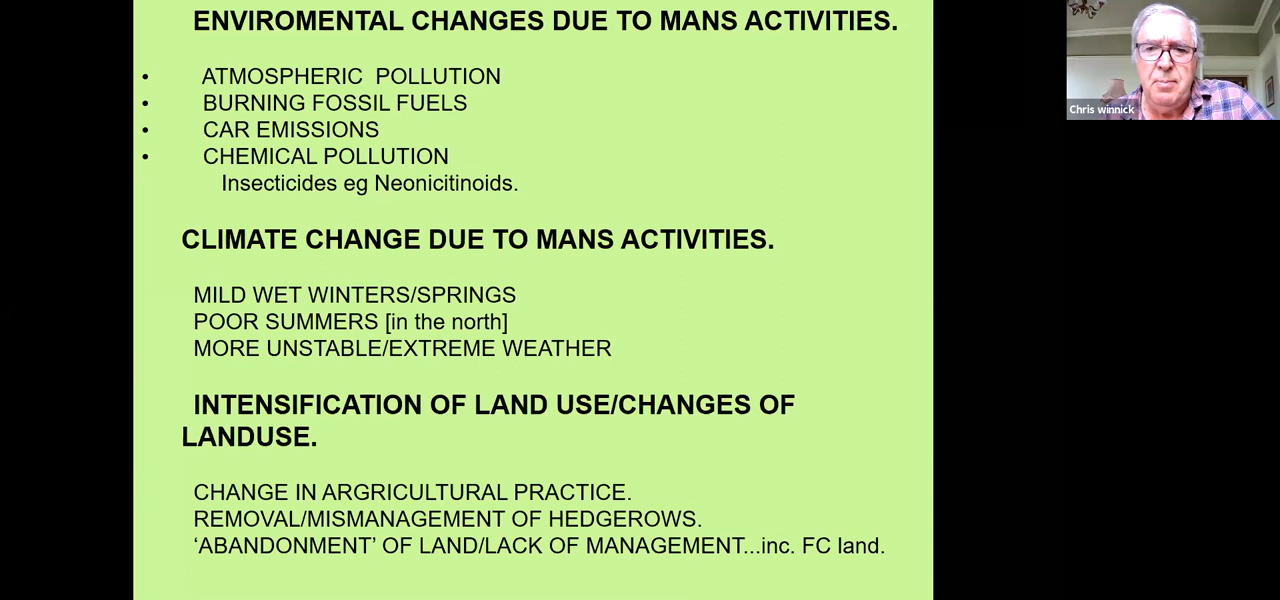 ENVIROMENTAL CHANGES DUE TO MANS ACTIVITIES.
• ATMOSPHERIC POLLUTION
• BURNING FOSSIL FUELS
• CAR EMISSIONS
• CHEMICAL POLLUTION
Insecticides eg Neonicitinoids.
CLIMATE CHANGE DUE TO MANS ACTIVITIES.
MILD WET WINTERS/SPRINGS
POOR SUMMERS [in the north]
MORE UNSTABLE/EXTREME WEATHER
INTENSIFICATION OF LAND USE/CHANGES OF
LANDUSE.
CHANGE IN ARGRICULTURAL PRACTICE.
REMOVAL/MISMANAGEMENT OF HEDGEROWS.
‘ABANDONMENT’ OF LAND/LACK OF MANAGEMENT...inc. FC land.
Chris winnick